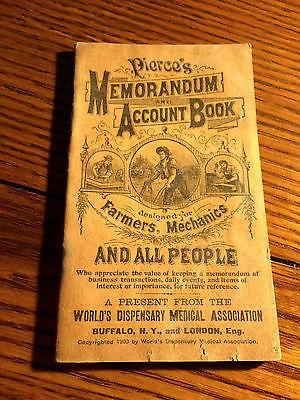 Pierce's
MEMORANDUM
AND
ACCOUNT BOOK
designed for
Farmers, Mechanics
AND ALL PEOPLE
Who appreciate the value of keeping a memorandum of
business transactions, daily events, and items of
interest or importance, for future reference.
A PRESENT FROM THE
WORLD'S DISPENSARY MEDICAL ASSOCIATION
BUFFALO, N. Y., and LONDON, Eng.
Copyrighted 1900 by World's Dispensary Medical Association.